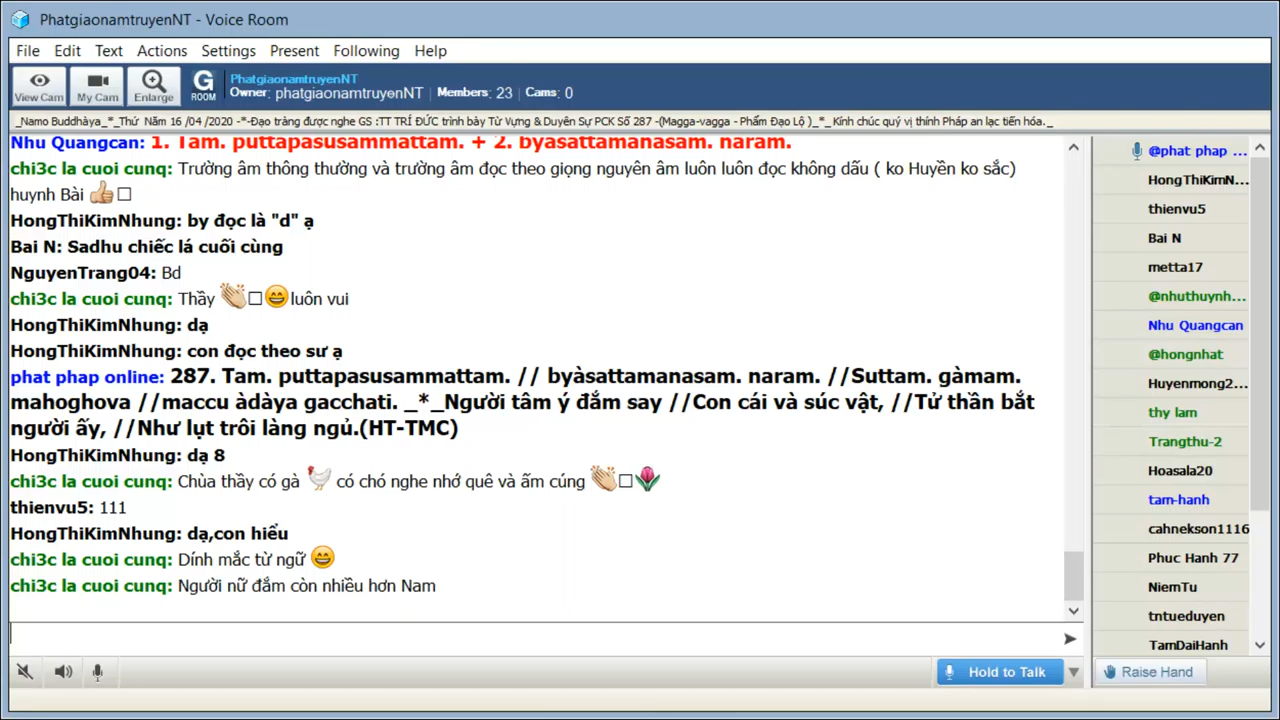 PhatgiaonamtruyenNT - Voice Room
File Edit Text Actions Settings Present Following Help
View Cam My Cam Enlarge G ROOM
PhatgiaonamtruyenNT
Owner: phatgiaonamtruyenNT | Members: 23 | Cams: 0
_Namo Buddhàya_*_Thứ Năm 16 /04 /2020 -*-Đạo tràng được nghe GS :TT TRÍ ĐỨC trình bày Từ Vựng & Duyên Sự PCK Số 287 -(Magga-vagga - Phẩm Đạo Lộ )_*_ Kính chúc quý vị thính Pháp an lạc tiến hóa._
Nhu Quangcan: 1. Tam. puttapasusammattam. + 2. byàsattamanasam. naram.
chi3c la cuoi cunq: Trường âm thông thường và trường âm đọc theo giọng nguyên âm luôn luôn đọc không dấu ( ko Huyền ko sắc)
huynh Bài 👍□
HongThiKimNhung: by đọc là "d" ạ
Bai N: Sadhu chiếc lá cuối cùng
NguyenTrang04: Bd
chi3c la cuoi cunq: Thầy 👏□😄luôn vui
HongThiKimNhung: dạ
HongThiKimNhung: con đọc theo sư ạ
phat phap online: 287. Tam. puttapasusammattam. // byàsattamanasam. naram. //Suttam. gàmam.
mahoghova //maccu àdàya gacchati. _*_Người tâm ý đắm say //Con cái và súc vật, //Tử thần bắt
người ấy, //Như lụt trôi làng ngủ.(HT-TMC)
HongThiKimNhung: dạ 8
chi3c la cuoi cunq: Chùa thầy có gà 🐓 có chó nghe nhớ quê và ấm cúng 👏□🌷
thienvu5: 111
HongThiKimNhung: dạ,con hiểu
chi3c la cuoi cunq: Dính mắc từ ngữ 😄
chi3c la cuoi cunq: Người nữ đắm còn nhiều hơn Nam
@phat phap ...
HongThiKimN...
thienvu5
Bai N
metta17
@nhuthuynh...
Nhu Quangcan
@hongnhat
Huyenmong2...
thy lam
Trangthu-2
Hoasala20
tam-hanh
cahnekson1116
Phuc Hanh 77
NiemTu
tntueduyen
TamDaiHanh
Hold to Talk
Raise Hand